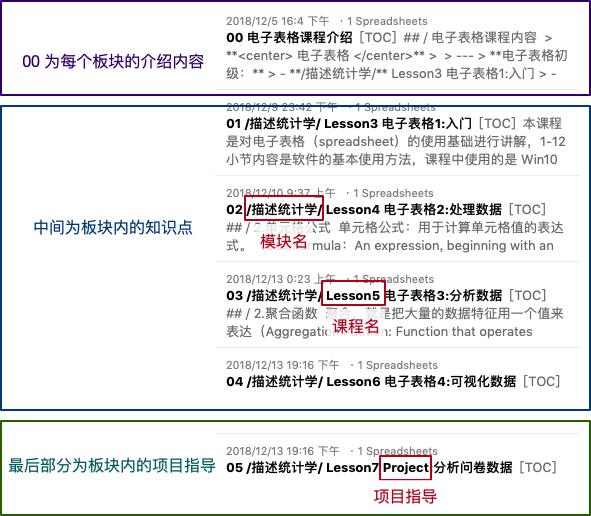 2018/12/5 16:4 下午 · 1 Spreadsheets
00 电子表格课程介绍［TOC］## / 电子表格课程内容 >
00 为每个板块的介绍内容
**<center> 电子表格 </center>** > > --- > **电子表格初
级：** > - **/描述统计学/** Lesson3 电子表格1:入门 > -
2018/12/9 23:42 下午 · 1 Spreadsheets
01 /描述统计学/ Lesson3 电子表格1:入门［TOC］本课程
是对电子表格（spreadsheet）的使用基础进行讲解，1-12
小节内容是软件的基本使用方法，课程中使用的是 Win10
2018/12/10 9:37 上午 · 1 Spreadsheets
02 /描述统计学/ Lesson4 电子表格2:处理数据［TOC］
中间为板块内的知识点
## / 2.单元格公式 单元格公式：用于计算单元格值的表达
模块名
式。 mula：An expression, beginning with an
2018/12/13 0:23 上午 · 1 Spreadsheets
03 /描述统计学/ Lesson5 电子表格3:分析数据［TOC］
## / 2.聚合函数 就是把大量的数据特征用一个值来
课程名
表达（Aggregation : Function that operates
2018/12/13 19:16 下午 · 1 Spreadsheets
04 /描述统计学/ Lesson6 电子表格4:可视化数据［TOC］
2018/12/13 19:16 下午 · 1 Spreadsheets
最后部分为板块内的项目指导
05 /描述统计学/ Lesson7 Project:分析问卷数据［TOC］
项目指导